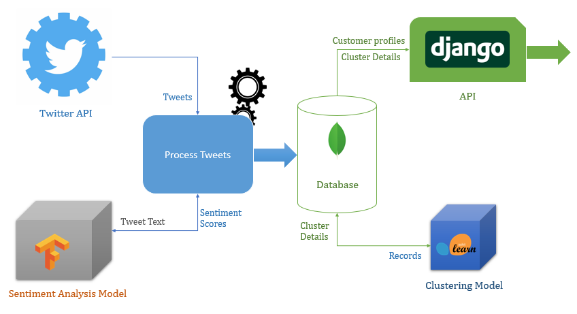 Customer profiles
django
Cluster Details
Tweets
API
Twitter API
Process Tweets
Database
Tweet Text
Sentiment
Scores
Cluster
Details
learn
Records
Sentiment Analysis Model
Clustering Model